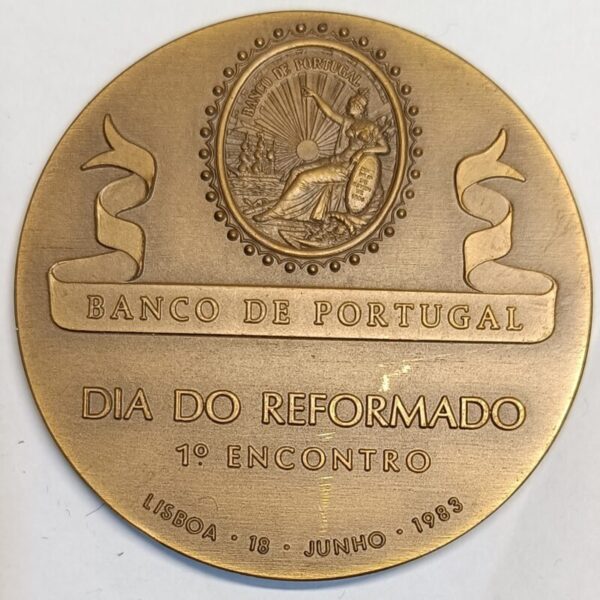 BANCO DE PORTUGAL
BANCO DE PORTUGAL
DIA DO REFORMADO
1º ENCONTRO
LISBOA · 18 · JUNHO · 1983